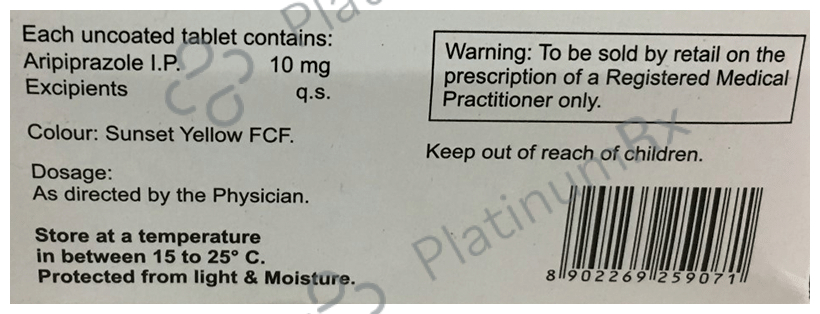 Each uncoated tablet contains:
Aripiprazole I.P. 10 mg
Excipients q.s.
Colour: Sunset Yellow FCF.
Dosage:
As directed by the Physician.
Store at a temperature
in between 15 to 25° C.
Protected from light & Moisture.
Warning: To be sold by retail on the
prescription of a Registered Medical
Practitioner only.
Keep out of reach of children.
8 902269 259071
PlatinumRx